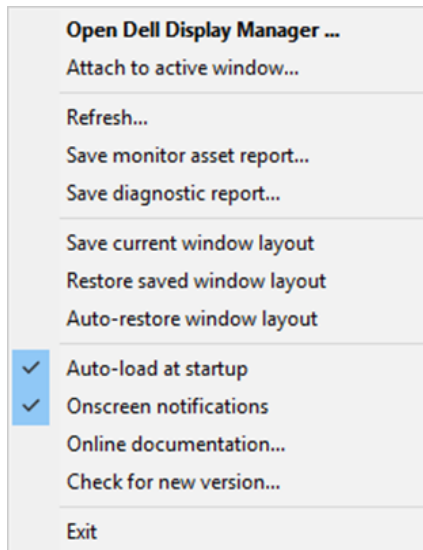 Open Dell Display Manager ...
Attach to active window...
Refresh...
Save monitor asset report...
Save diagnostic report...
Save current window layout
Restore saved window layout
Auto-restore window layout
Auto-load at startup
Onscreen notifications
Online documentation...
Check for new version...
Exit